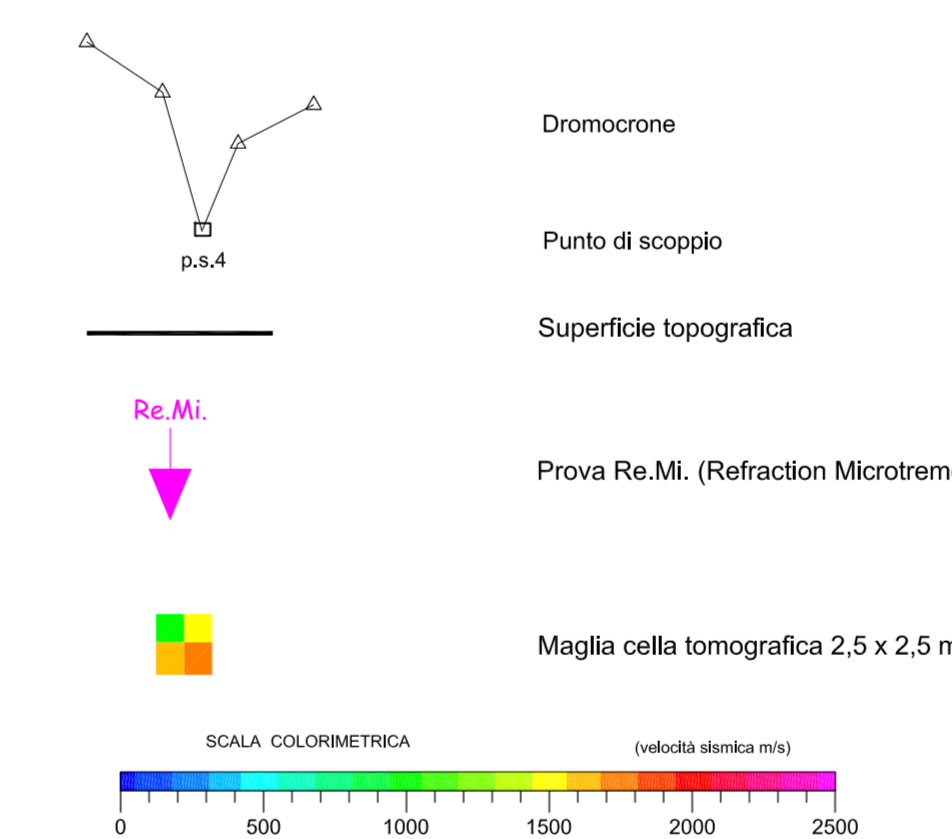 Dromocrone
Punto di scoppio
p.s.4
Superficie topografica
Re.Mi.
Prova Re.Mi. (Refraction Microtrem
Maglia cella tomografica 2,5 x 2,5 m
SCALA COLORIMETRICA
(velocità sismica m/s)
0 500 1000 1500 2000 2500